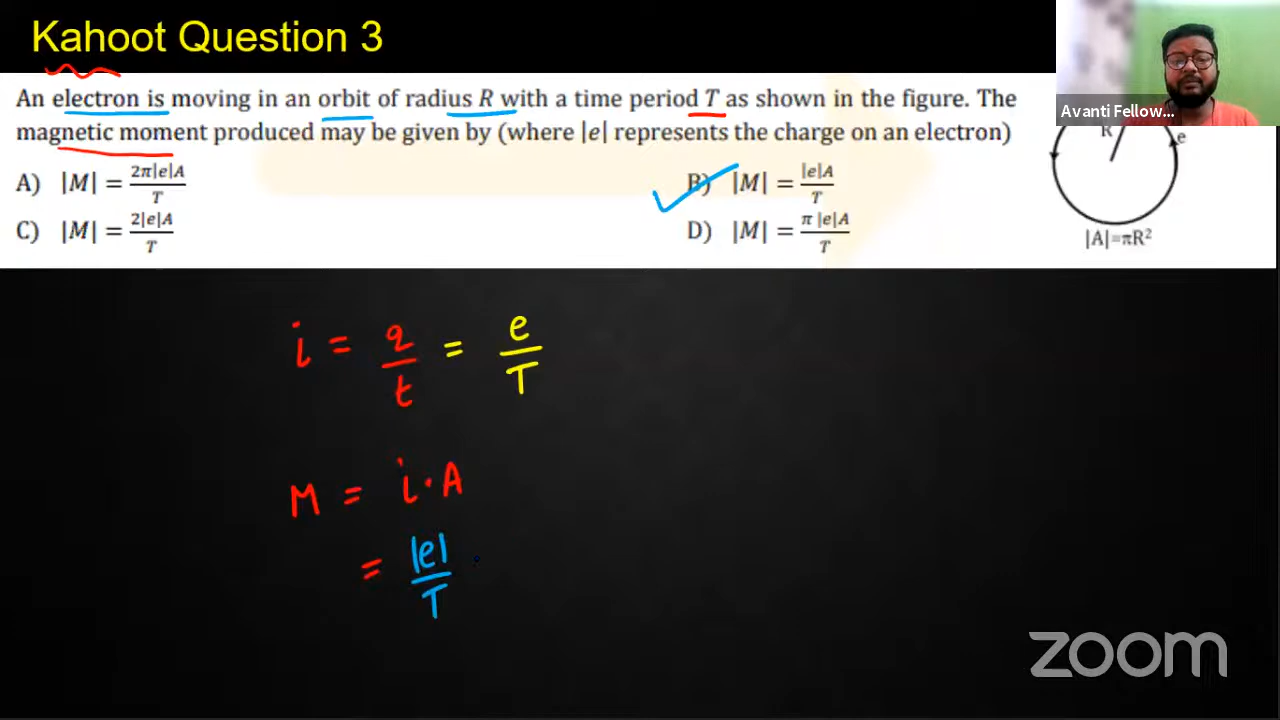 Kahoot Question 3
Avanti Fellow...
An electron is moving in an orbit of radius R with a time period T as shown in the figure. The
magnetic moment produced may be given by (where |e| represents the charge on an electron)
A) |M| = 2π|e|A/T
B) |M| = |e|A/T
C) |M| = 2|e|A/T
D) |M| = π |e|A/T
R
e
|A|=πR²
i = q/t = e/T
M = i·A
= |e|/T
zoom